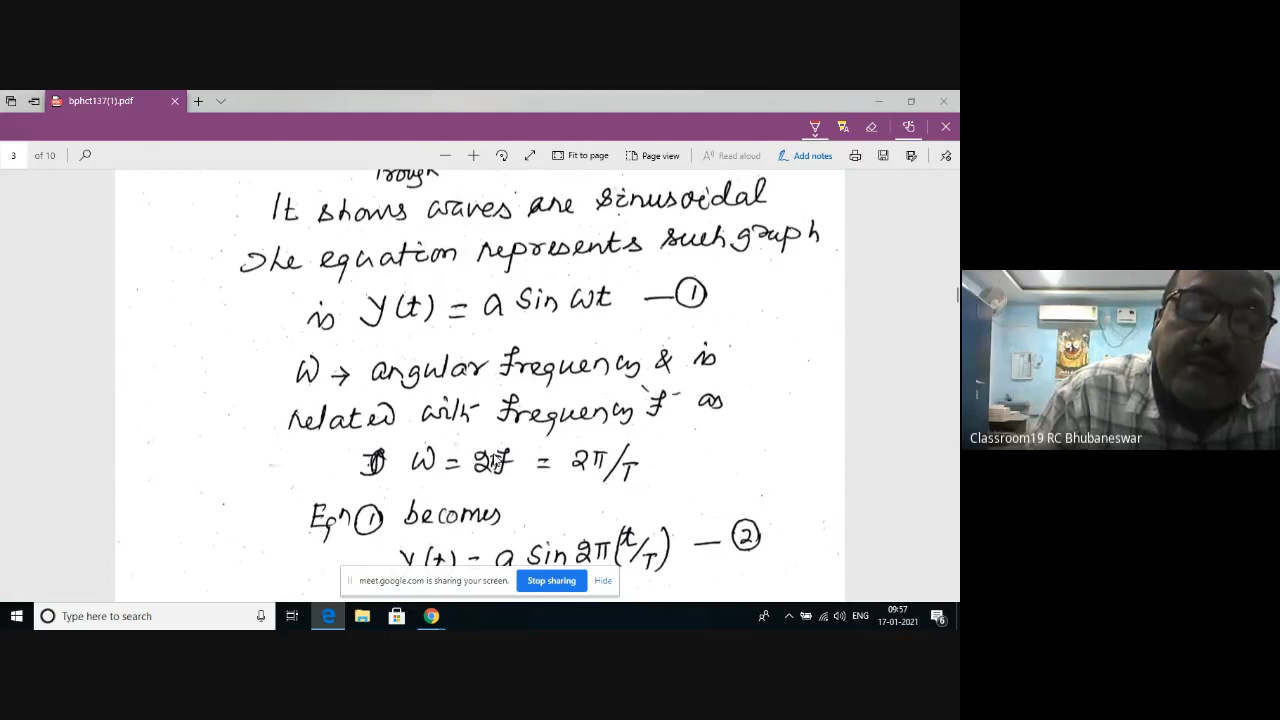 bphct137(1).pdf
3 of 10
Fit to page
Page view
Read aloud
Add notes
Trough
It shows waves are sinusoidal
The equation represents such graph
is y(t) = a sin ωt — ①
ω → angular frequency & is
related with frequency 'f' as
ω = 2πf = 2π/T
Eqn ① becomes
y(t) = a sin 2π(t/T) — ②
meet.google.com is sharing your screen.
Stop sharing
Hide
Classroom19 RC Bhubaneswar
Type here to search
ENG
09:57
17-01-2021
6